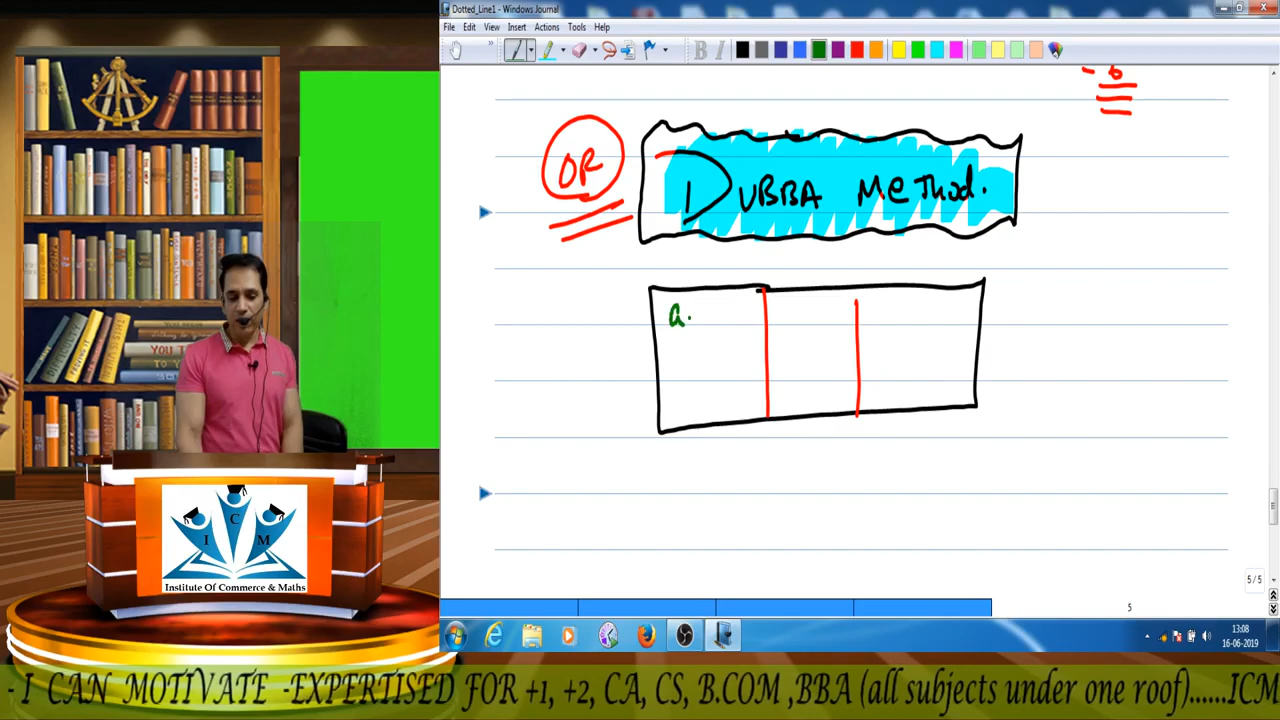 Dotted_Line1 - Windows Journal
File Edit View Insert Actions Tools Help
B I
- 6
OR
DUBBA Method.
a.
5/5
5
I C M
Institute Of Commerce & Maths
13:08
16-06-2019
- I CAN MOTIVATE -EXPERTISED FOR +1, +2, CA, CS, B.COM ,BBA (all subjects under one roof)......ICM